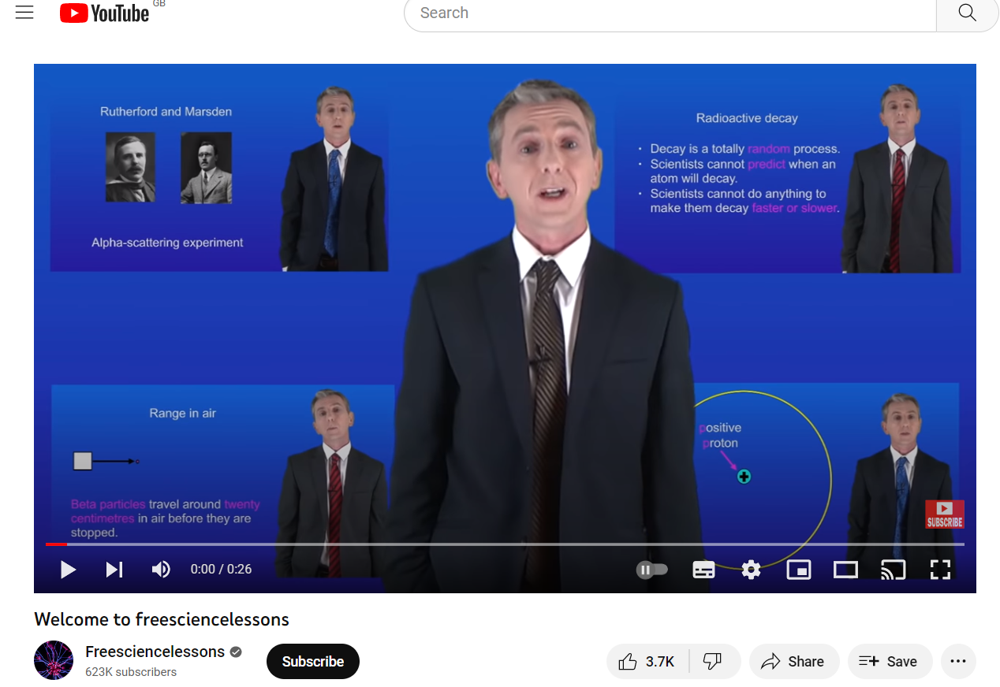 YouTube GB
Search
Rutherford and Marsden
Alpha-scattering experiment
Radioactive decay
• Decay is a totally random process.
• Scientists cannot predict when an
atom will decay.
• Scientists cannot do anything to
make them decay faster or slower.
Range in air
Beta particles travel around twenty
centimetres in air before they are
stopped.
positive
proton
SUBSCRIBE
0:00 / 0:26
Welcome to freesciencelessons
Freesciencelessons
623K subscribers
Subscribe
3.7K
Share
Save